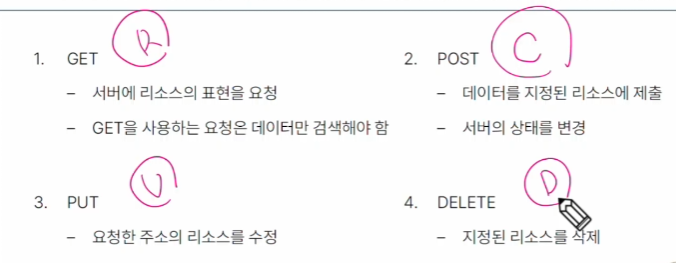 1. GET R
– 서버에 리소스의 표현을 요청
– GET을 사용하는 요청은 데이터만 검색해야 함
2. POST C
– 데이터를 지정된 리소스에 제출
– 서버의 상태를 변경
3. PUT U
– 요청한 주소의 리소스를 수정
4. DELETE D
– 지정된 리소스를 삭제